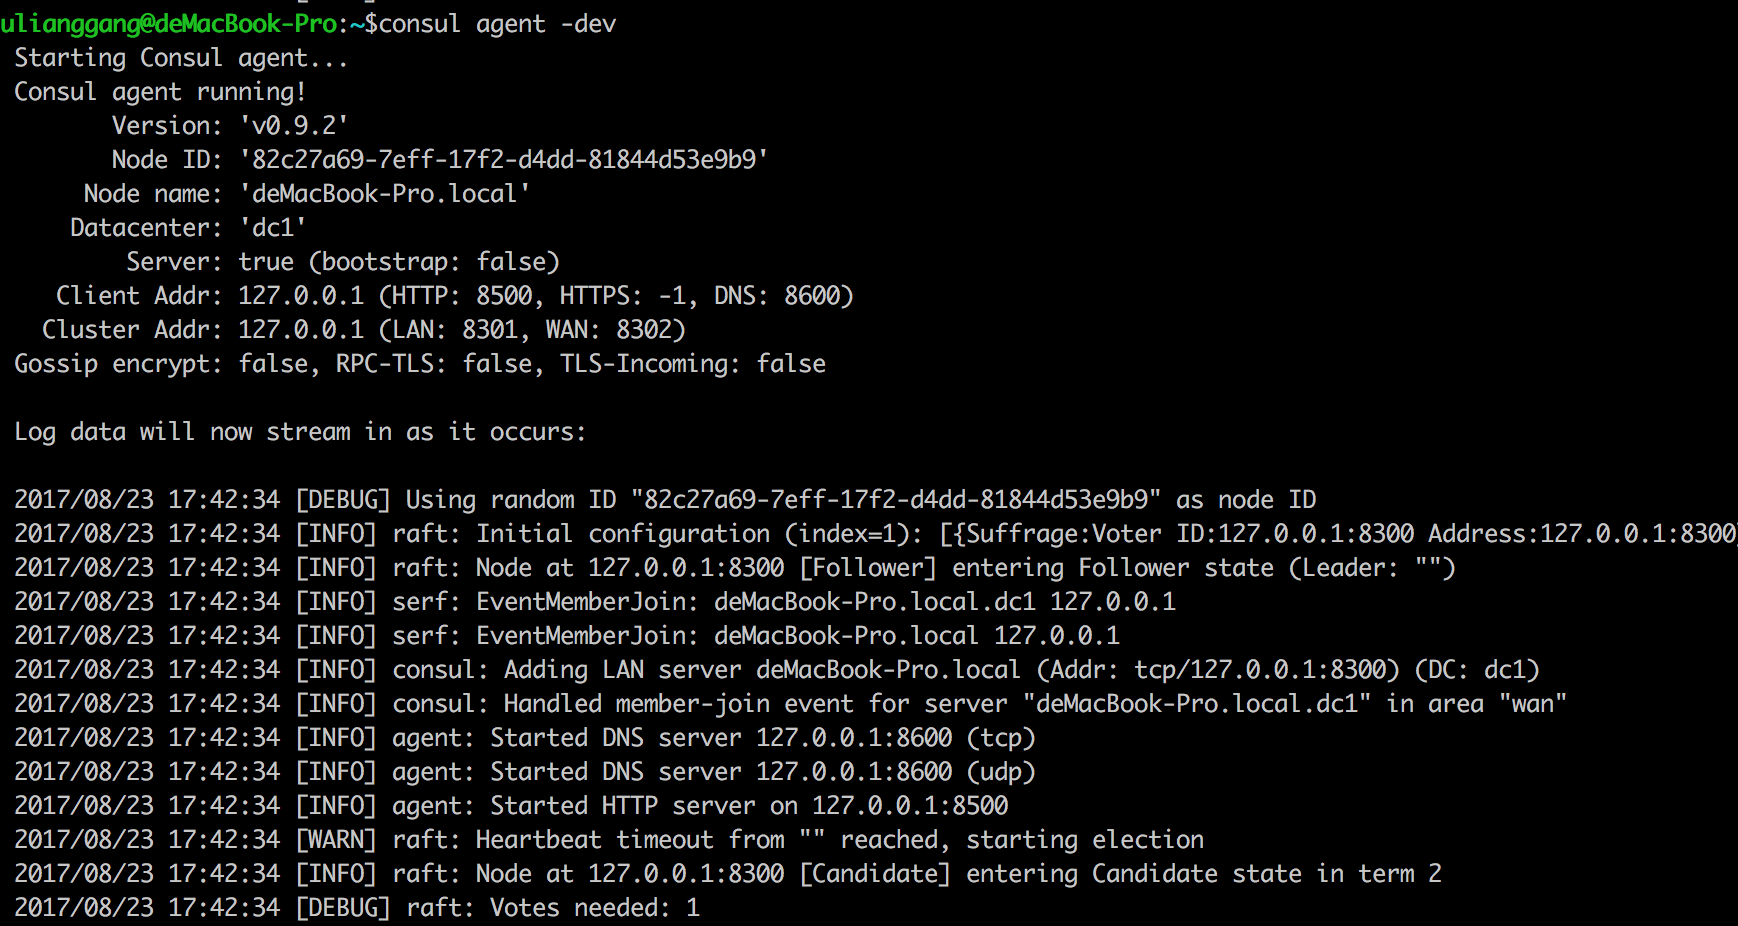 ulianggang@deMacBook-Pro:~$consul agent -dev
Starting Consul agent...
Consul agent running!
Version: 'v0.9.2'
Node ID: '82c27a69-7eff-17f2-d4dd-81844d53e9b9'
Node name: 'deMacBook-Pro.local'
Datacenter: 'dc1'
Server: true (bootstrap: false)
Client Addr: 127.0.0.1 (HTTP: 8500, HTTPS: -1, DNS: 8600)
Cluster Addr: 127.0.0.1 (LAN: 8301, WAN: 8302)
Gossip encrypt: false, RPC-TLS: false, TLS-Incoming: false
Log data will now stream in as it occurs:
2017/08/23 17:42:34 [DEBUG] Using random ID "82c27a69-7eff-17f2-d4dd-81844d53e9b9" as node ID
2017/08/23 17:42:34 [INFO] raft: Initial configuration (index=1): [{Suffrage:Voter ID:127.0.0.1:8300 Address:127.0.0.1:8300}
2017/08/23 17:42:34 [INFO] raft: Node at 127.0.0.1:8300 [Follower] entering Follower state (Leader: "")
2017/08/23 17:42:34 [INFO] serf: EventMemberJoin: deMacBook-Pro.local.dc1 127.0.0.1
2017/08/23 17:42:34 [INFO] serf: EventMemberJoin: deMacBook-Pro.local 127.0.0.1
2017/08/23 17:42:34 [INFO] consul: Adding LAN server deMacBook-Pro.local (Addr: tcp/127.0.0.1:8300) (DC: dc1)
2017/08/23 17:42:34 [INFO] consul: Handled member-join event for server "deMacBook-Pro.local.dc1" in area "wan"
2017/08/23 17:42:34 [INFO] agent: Started DNS server 127.0.0.1:8600 (tcp)
2017/08/23 17:42:34 [INFO] agent: Started DNS server 127.0.0.1:8600 (udp)
2017/08/23 17:42:34 [INFO] agent: Started HTTP server on 127.0.0.1:8500
2017/08/23 17:42:34 [WARN] raft: Heartbeat timeout from "" reached, starting election
2017/08/23 17:42:34 [INFO] raft: Node at 127.0.0.1:8300 [Candidate] entering Candidate state in term 2
2017/08/23 17:42:34 [DEBUG] raft: Votes needed: 1